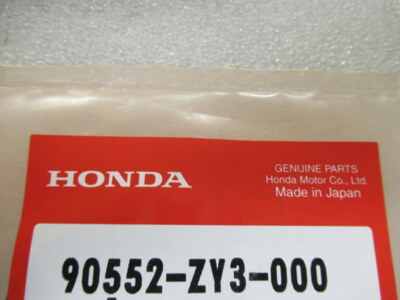 HONDA
GENUINE PARTS
Honda Motor Co., Ltd.
Made in Japan
90552-ZY3-000